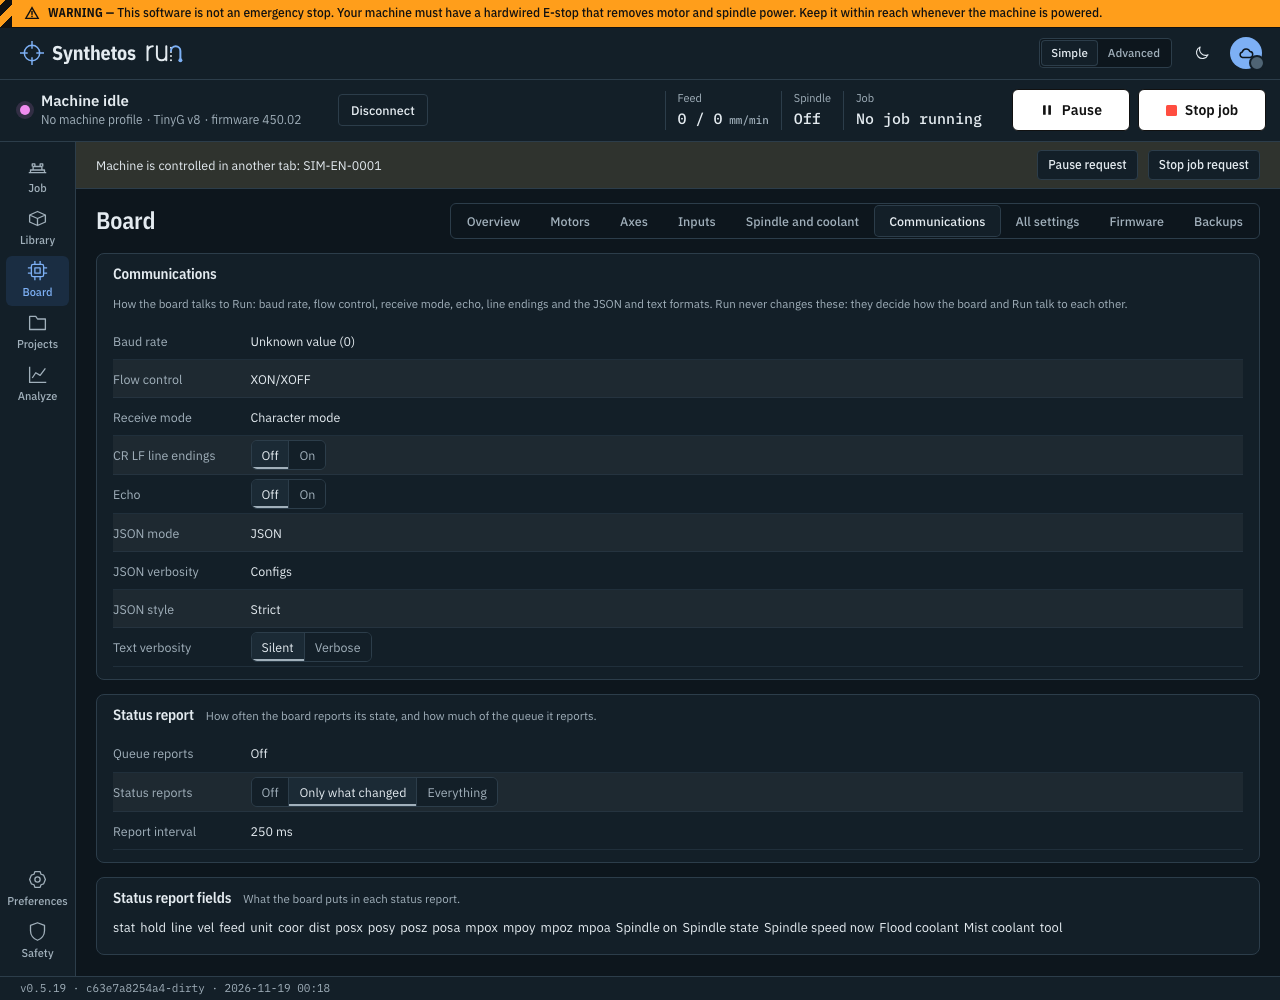 WARNING — This software is not an emergency stop. Your machine must have a hardwired E-stop that removes motor and spindle power. Keep it within reach whenever the machine is powered.
Synthetos run
Simple Advanced
Machine idle
No machine profile · TinyG v8 · firmware 450.02
Disconnect
Feed
0 / 0 mm/min
Spindle
Off
Job
No job running
Pause
Stop job
Machine is controlled in another tab: SIM-EN-0001
Pause request
Stop job request
Job
Library
Board
Projects
Analyze
Preferences
Safety
Board
Overview Motors Axes Inputs Spindle and coolant Communications All settings Firmware Backups
Communications
How the board talks to Run: baud rate, flow control, receive mode, echo, line endings and the JSON and text formats. Run never changes these: they decide how the board and Run talk to each other.
Baud rate Unknown value (0)
Flow control XON/XOFF
Receive mode Character mode
CR LF line endings Off On
Echo Off On
JSON mode JSON
JSON verbosity Configs
JSON style Strict
Text verbosity Silent Verbose
Status report How often the board reports its state, and how much of the queue it reports.
Queue reports Off
Status reports Off Only what changed Everything
Report interval 250 ms
Status report fields What the board puts in each status report.
stat hold line vel feed unit coor dist posx posy posz posa mpox mpoy mpoz mpoa Spindle on Spindle state Spindle speed now Flood coolant Mist coolant tool
v0.5.19 · c63e7a8254a4-dirty · 2026-11-19 00:18